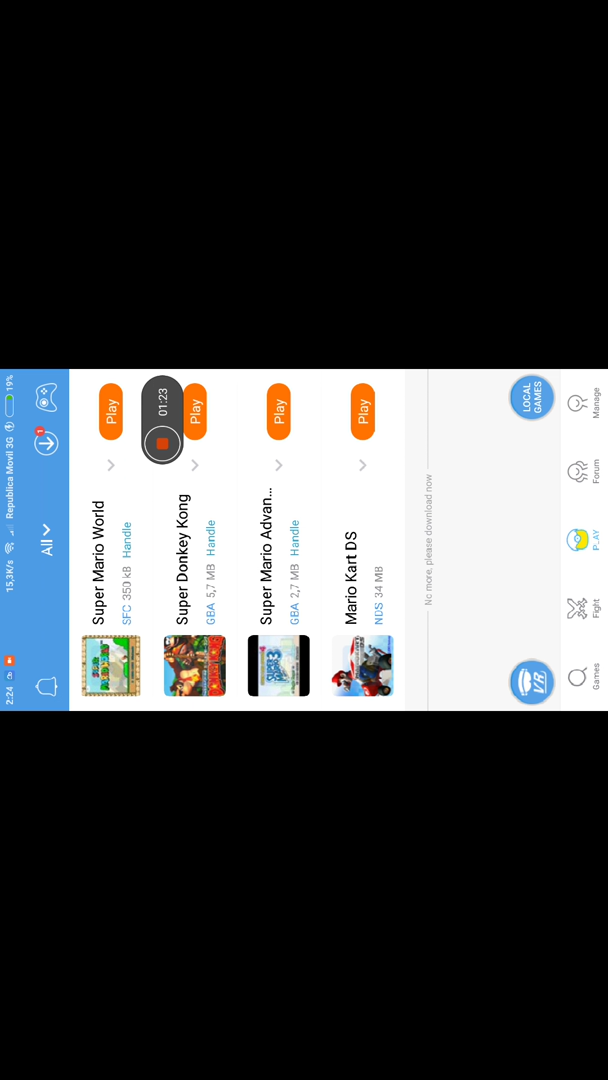 2:24
15,3K/s
Republica Movil 3G
19%
All
1
Super Mario World
SFC 350 kB Handle
Play
01:23
Super Donkey Kong
GBA 5,7 MB Handle
Play
Super Mario Advan...
GBA 2,7 MB Handle
Play
Mario Kart DS
NDS 34 MB
Play
No more, please download now
VR
LOCAL
GAMES
Games
Fight
PLAY
Forum
Manage